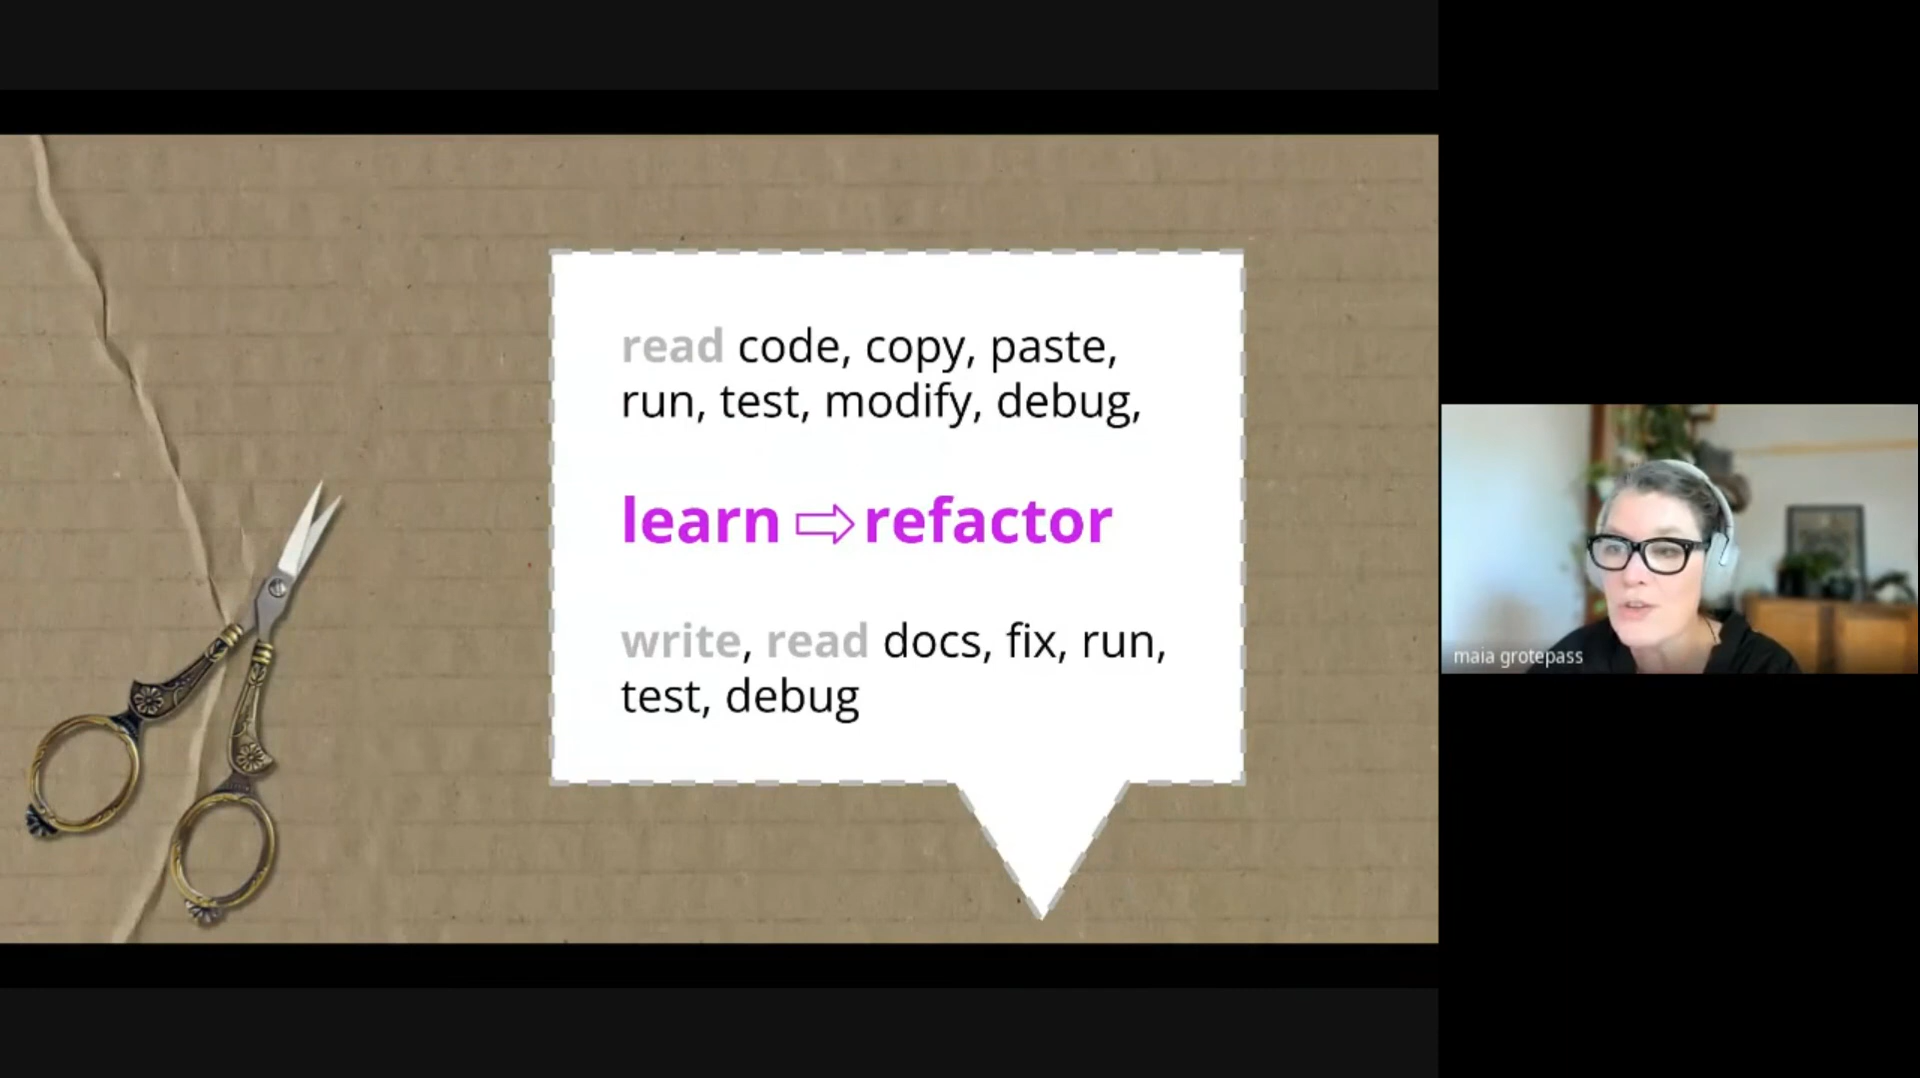 read code, copy, paste,
run, test, modify, debug,
learn ⇨ refactor
write, read docs, fix, run,
test, debug
maia grotepass